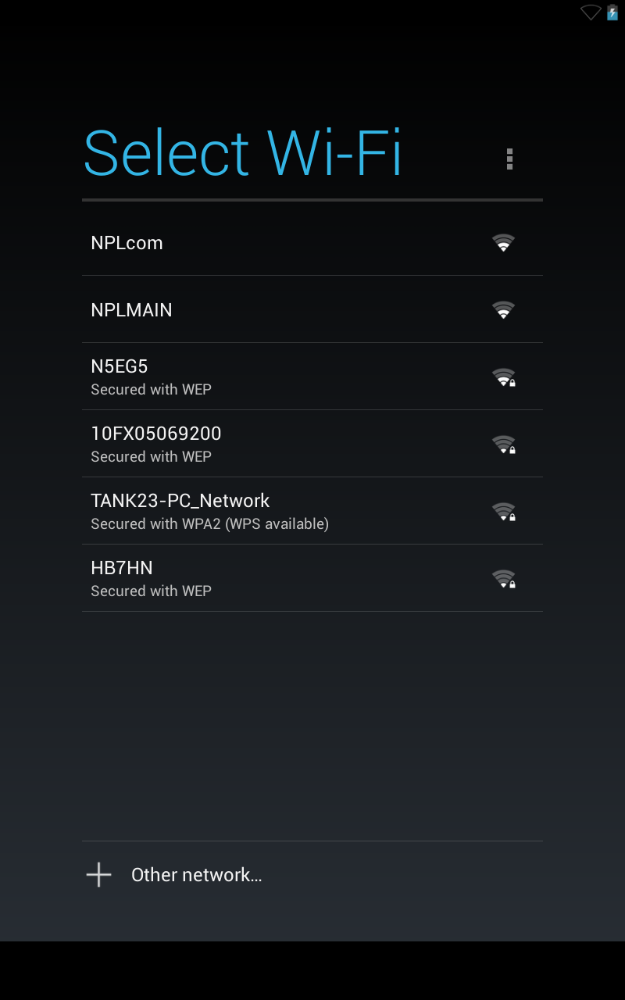 Select Wi-Fi
NPLcom
NPLMAIN
N5EG5
Secured with WEP
10FX05069200
Secured with WEP
TANK23-PC_Network
Secured with WPA2 (WPS available)
HB7HN
Secured with WEP
Other network…